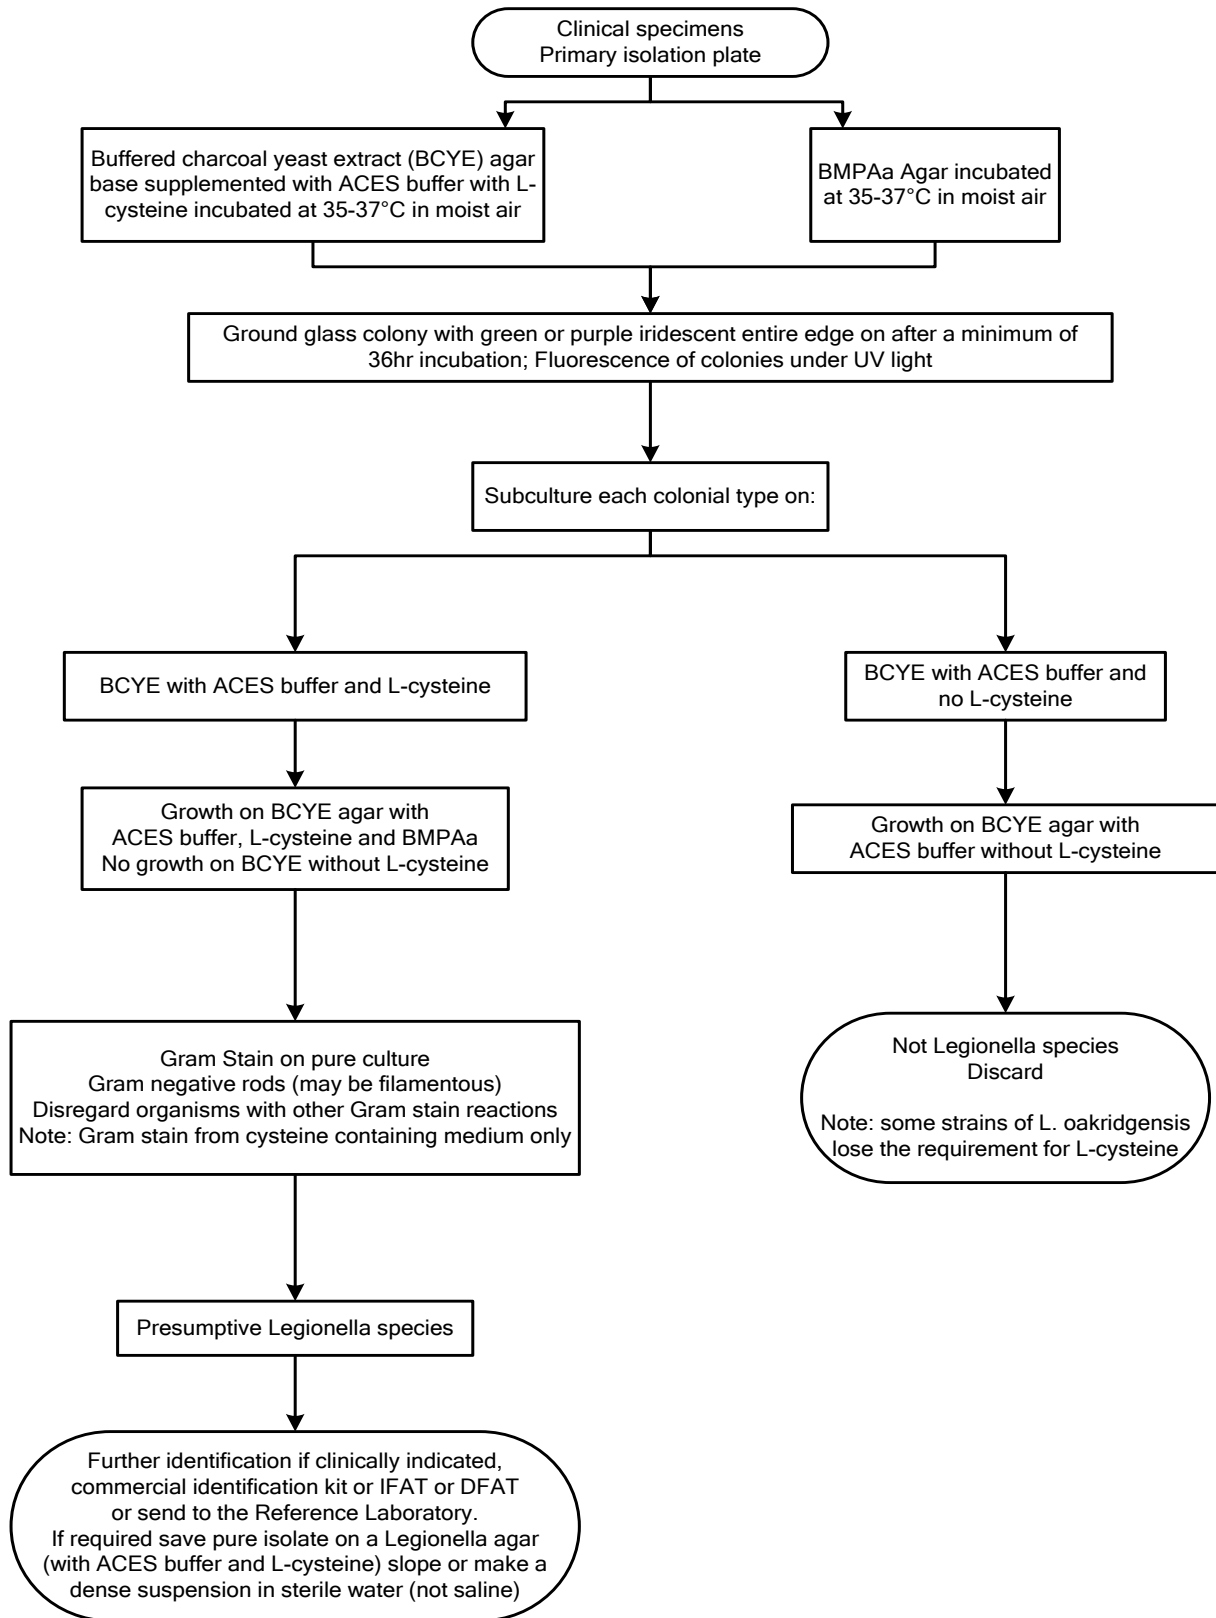 Clinical specimens
Primary isolation plate
Buffered charcoal yeast extract (BCYE) agar
base supplemented with ACES buffer with L-
cysteine incubated at 35-37°C in moist air
BMPAa Agar incubated
at 35-37°C in moist air
Ground glass colony with green or purple iridescent entire edge on after a minimum of
36hr incubation; Fluorescence of colonies under UV light
Subculture each colonial type on:
BCYE with ACES buffer and L-cysteine
BCYE with ACES buffer and
no L-cysteine
Growth on BCYE agar with
ACES buffer, L-cysteine and BMPAa
No growth on BCYE without L-cysteine
Growth on BCYE agar with
ACES buffer without L-cysteine
Gram Stain on pure culture
Gram negative rods (may be filamentous)
Disregard organisms with other Gram stain reactions
Note: Gram stain from cysteine containing medium only
Not Legionella species
Discard
Note: some strains of L. oakridgensis
lose the requirement for L-cysteine
Presumptive Legionella species
Further identification if clinically indicated,
commercial identification kit or IFAT or DFAT
or send to the Reference Laboratory.
If required save pure isolate on a Legionella agar
(with ACES buffer and L-cysteine) slope or make a
dense suspension in sterile water (not saline)